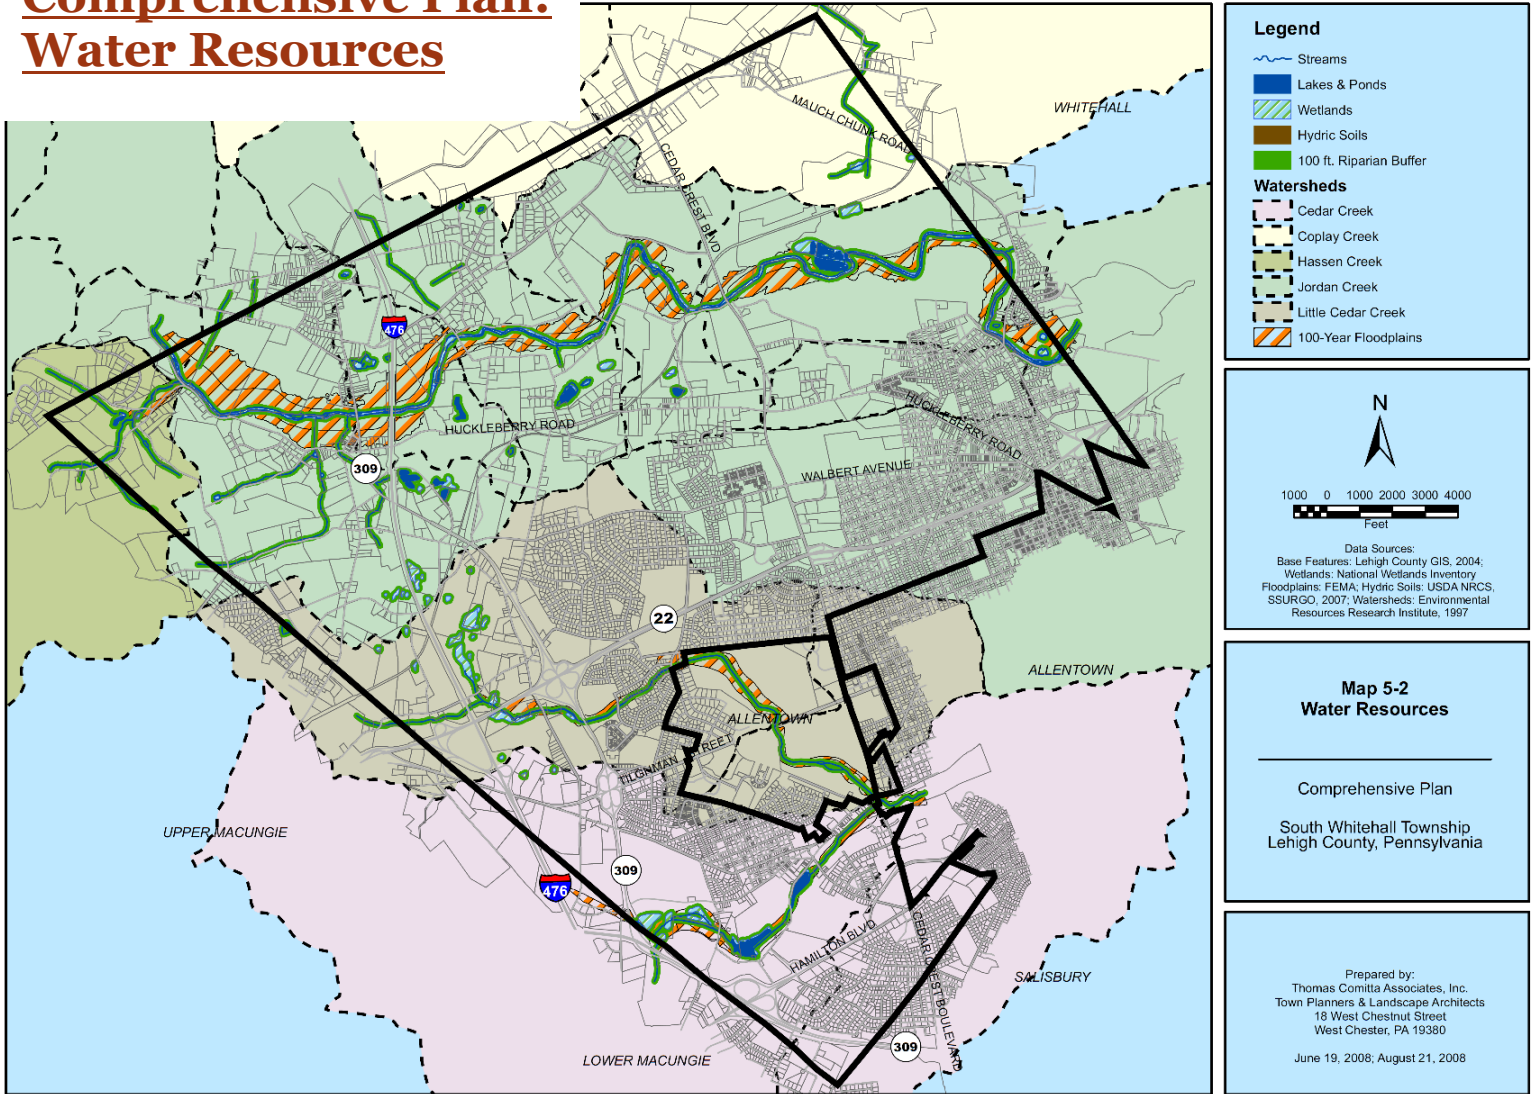 Comprehensive Plan:
Water Resources
WHITEHALL
MAUCH CHUNK ROAD
CEDAR CREST BLVD
476
HUCKLEBERRY ROAD
HUCKLEBERRY ROAD
309
WALBERT AVENUE
22
ALLENTOWN
ALLENTOWN
TILGHMAN STREET
UPPER MACUNGIE
309
476
HAMILTON BLVD
CEDAR CREST BOULEVARD
SALISBURY
309
LOWER MACUNGIE
Legend
Streams
Lakes & Ponds
Wetlands
Hydric Soils
100 ft. Riparian Buffer
Watersheds
Cedar Creek
Coplay Creek
Hassen Creek
Jordan Creek
Little Cedar Creek
100-Year Floodplains
N
1000 0 1000 2000 3000 4000
Feet
Data Sources:
Base Features: Lehigh County GIS, 2004;
Wetlands: National Wetlands Inventory
Floodplains: FEMA; Hydric Soils: USDA NRCS,
SSURGO, 2007; Watersheds: Environmental
Resources Research Institute, 1997
Map 5-2
Water Resources
Comprehensive Plan
South Whitehall Township
Lehigh County, Pennsylvania
Prepared by:
Thomas Comitta Associates, Inc.
Town Planners & Landscape Architects
18 West Chestnut Street
West Chester, PA 19380
June 19, 2008; August 21, 2008